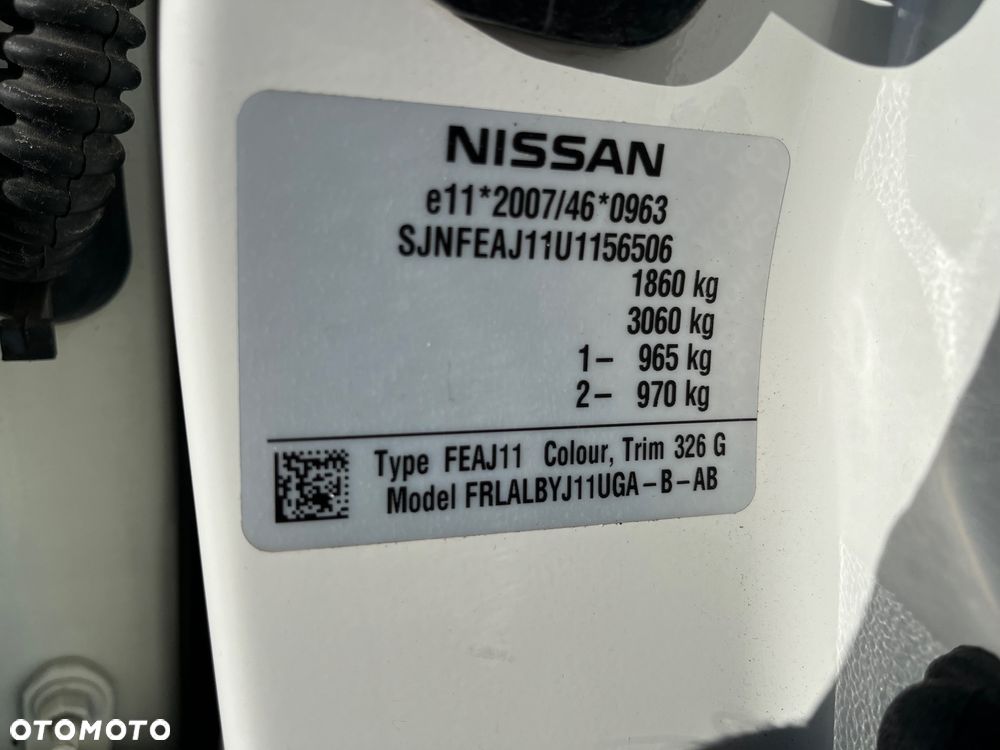 NISSAN
e11*2007/46*0963
SJNFEAJ11U1156506
1860 kg
3060 kg
1– 965 kg
2– 970 kg
Type FEAJ11 Colour, Trim 326 G
Model FRLALBYJ11UGA–B–AB
OTOMOTO